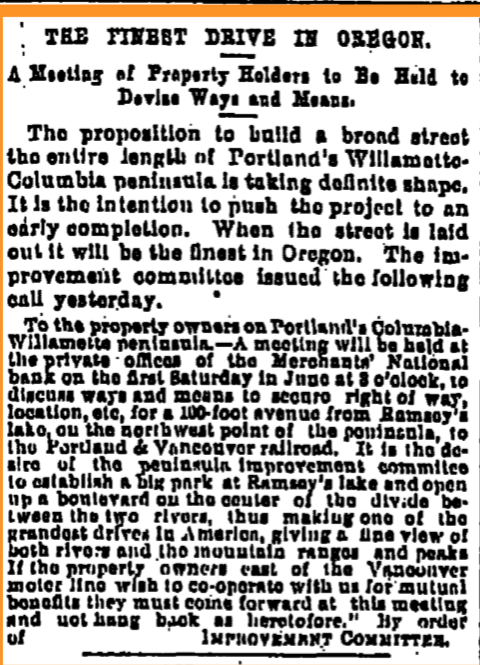 THE FINEST DRIVE IN OREGON.
A Meeting of Property Holders to Be Held to
Devise Ways and Means.
The proposition to build a broad street
the entire length of Portland's Willamette-
Columbia peninsula is taking definite shape.
It is the intention to push the project to an
early completion. When the street is laid
out it will be the finest in Oregon. The im-
provement committee issued the following
call yesterday.
To the property owners on Portland's Columbia-
Willamette peninsula.—A meeting will be held at
the private offices of the Merchants' National
bank on the first Saturday in June at 3 o'clock, to
discuss ways and means to secure right of way,
location, etc, for a 100-foot avenue from Ramsey's
lake, on the northwest point of the peninsula, to
the Portland & Vancouver railroad. It is the de-
sire of the peninsula improvement commitee
to establish a big park at Ramsey's lake and open
up a boulevard on the center of the divide be-
tween the two rivers, thus making one of the
grandest drives in America, giving a fine view of
both rivers and the mountain ranges and peaks
If the property owners east of the Vancouver
motor line wish to co-operate with us for mutual
benefits they must come forward at this meeting
and not hang back as heretofore." By order
of IMPROVEMANT COMMITTEE.